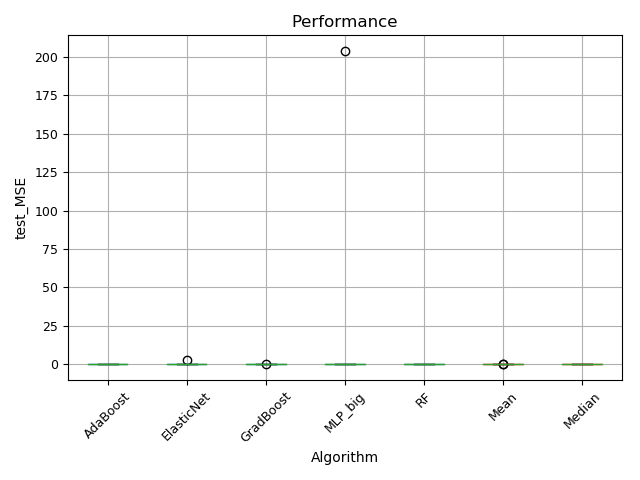 Performance
200
175
150
125
100
75
50
25
0
test_MSE
AdaBoost
ElasticNet
GradBoost
MLP_big
RF
Mean
Median
Algorithm